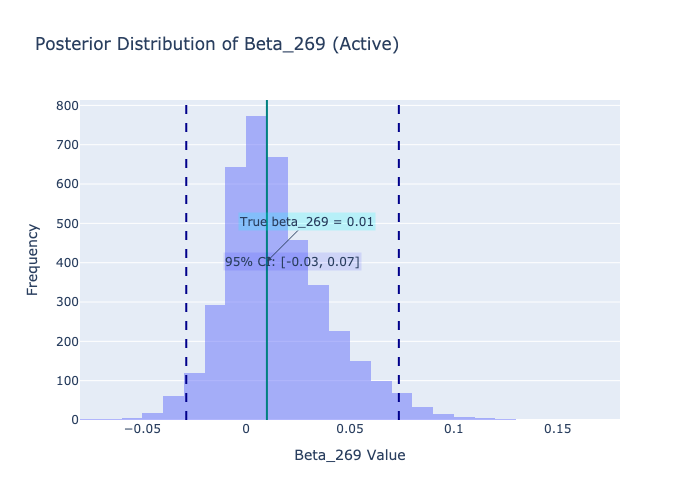 Posterior Distribution of Beta_269 (Active)
800
700
600
500
400
300
200
100
0
Frequency
True beta_269 = 0.01
95% CI: [-0.03, 0.07]
−0.05
0
0.05
0.1
0.15
Beta_269 Value